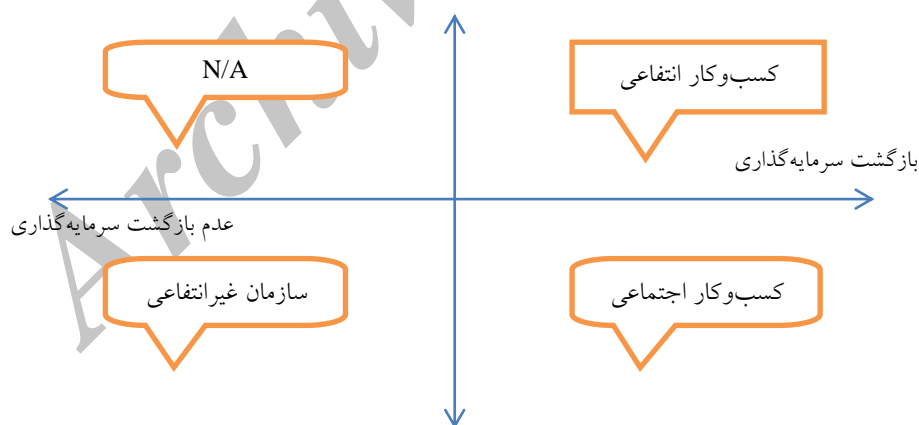 N/A
کسب‌وکار انتفاعی
بازگشت سرمایه‌گذاری
عدم بازگشت سرمایه‌گذاری
سازمان غیرانتفاعی
کسب‌وکار اجتماعی